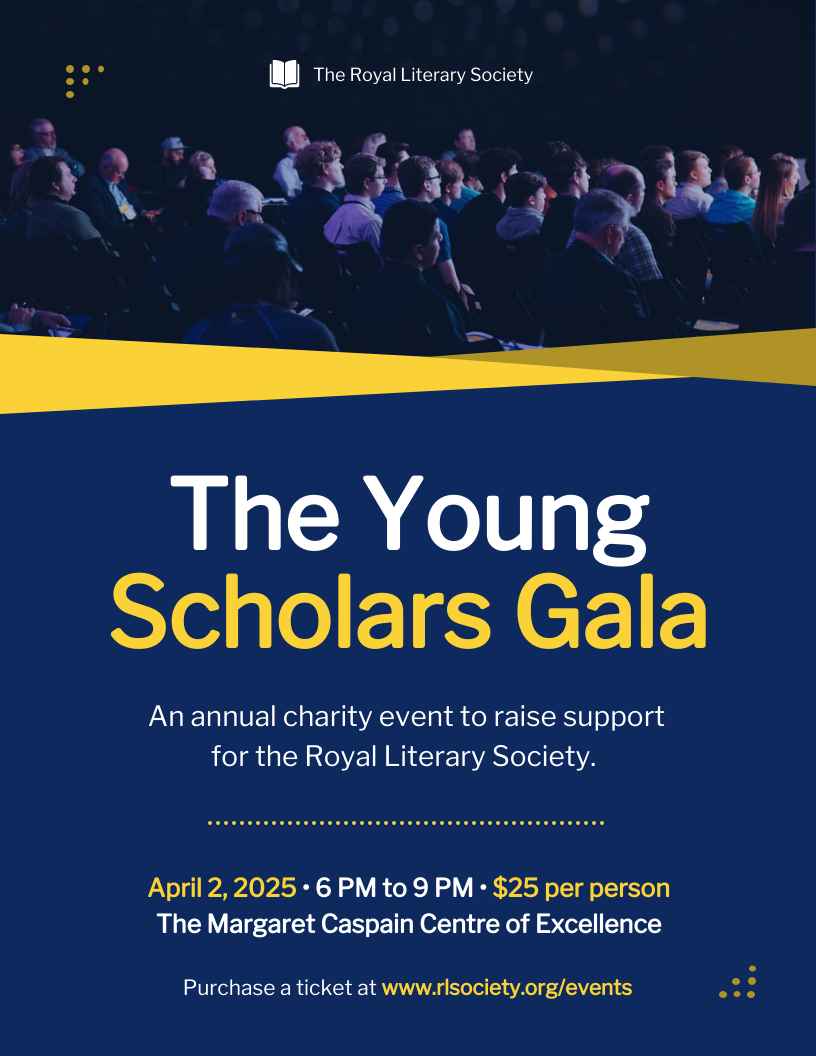 The Royal Literary Society
The Young
Scholars Gala
An annual charity event to raise support
for the Royal Literary Society.
April 2, 2025 • 6 PM to 9 PM • $25 per person
The Margaret Caspain Centre of Excellence
Purchase a ticket at www.rlsociety.org/events